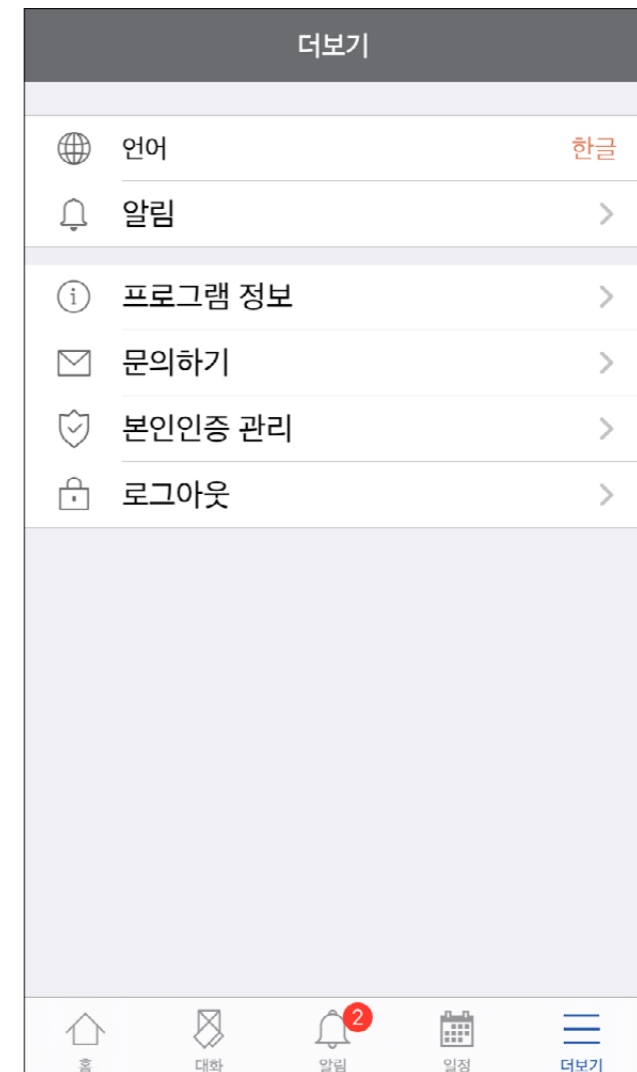 더보기
언어 한글
알림
프로그램 정보
문의하기
본인인증 관리
로그아웃
2
홈 대화 알림 일정 더보기